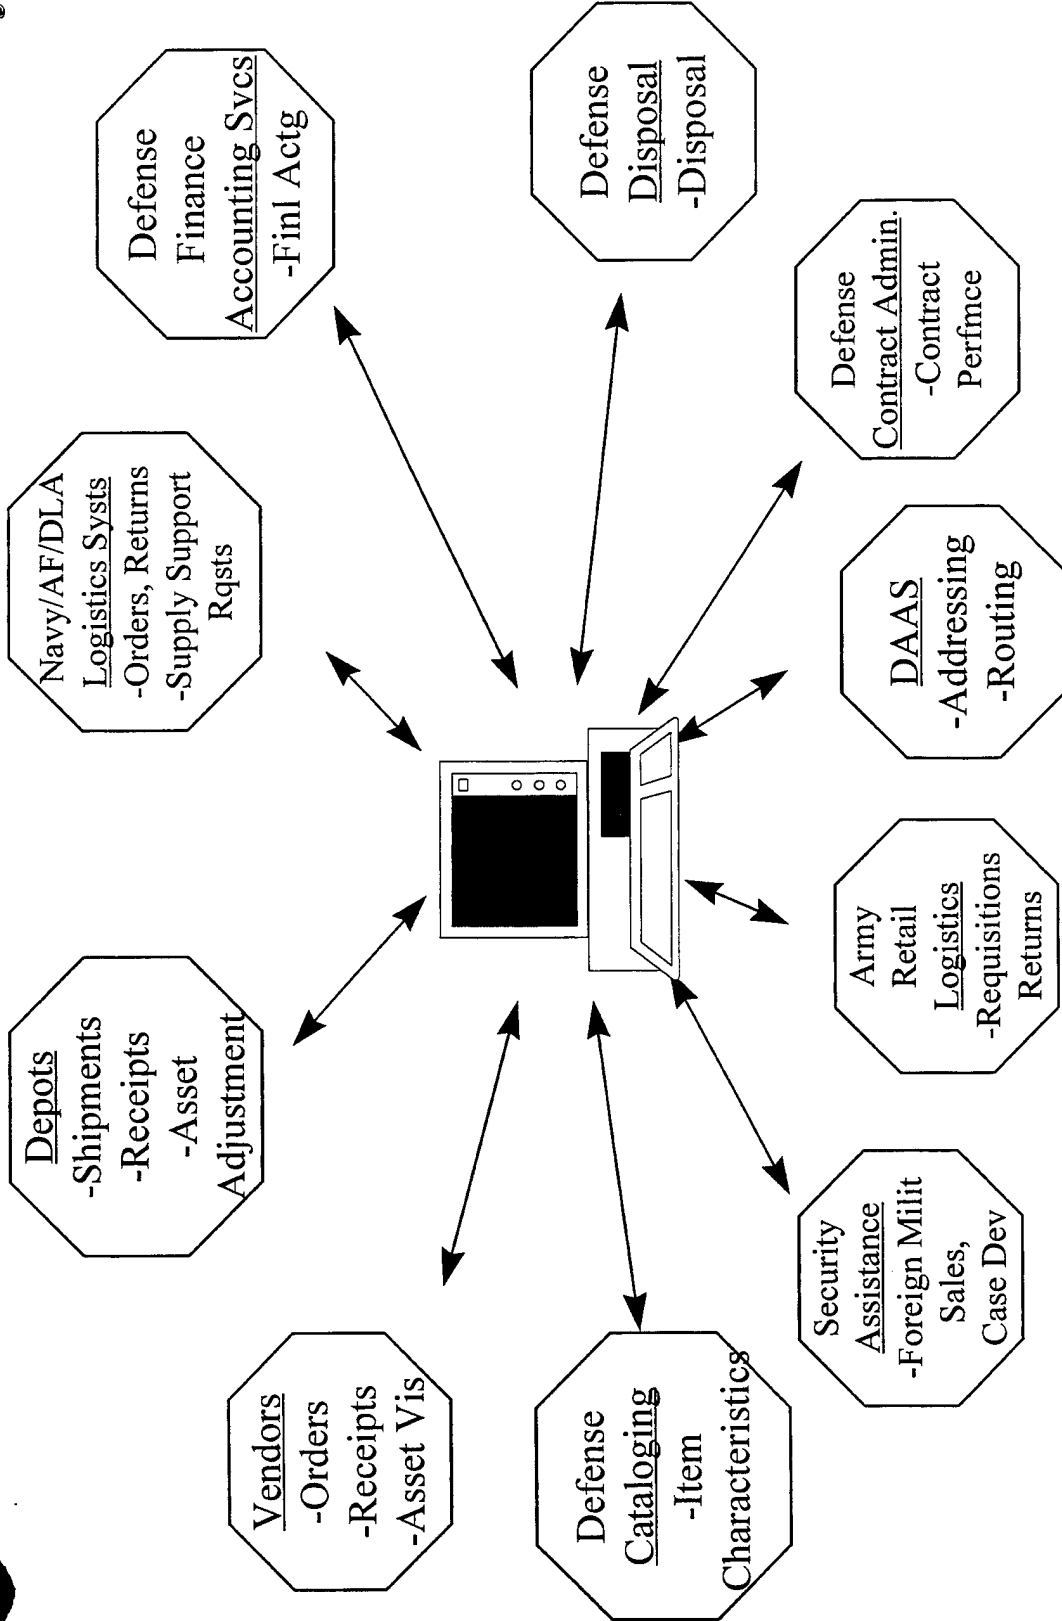 Depots
-Shipments
-Receipts
-Asset
Adjustment
Navy/AF/DLA
Logistics Systs
-Orders, Returns
-Supply Support
Rqsts
Defense
Finance
Accounting Svcs
-Finl Actg
Vendors
-Orders
-Receipts
-Asset Vis
Defense
Cataloging
-Item
Characteristics
Defense
Disposal
-Disposal
Security
Assistance
-Foreign Milit
Sales,
Case Dev
Army
Retail
Logistics
-Requisitions
Returns
DAAS
-Addressing
-Routing
Defense
Contract Admin.
-Contract
Perfmce